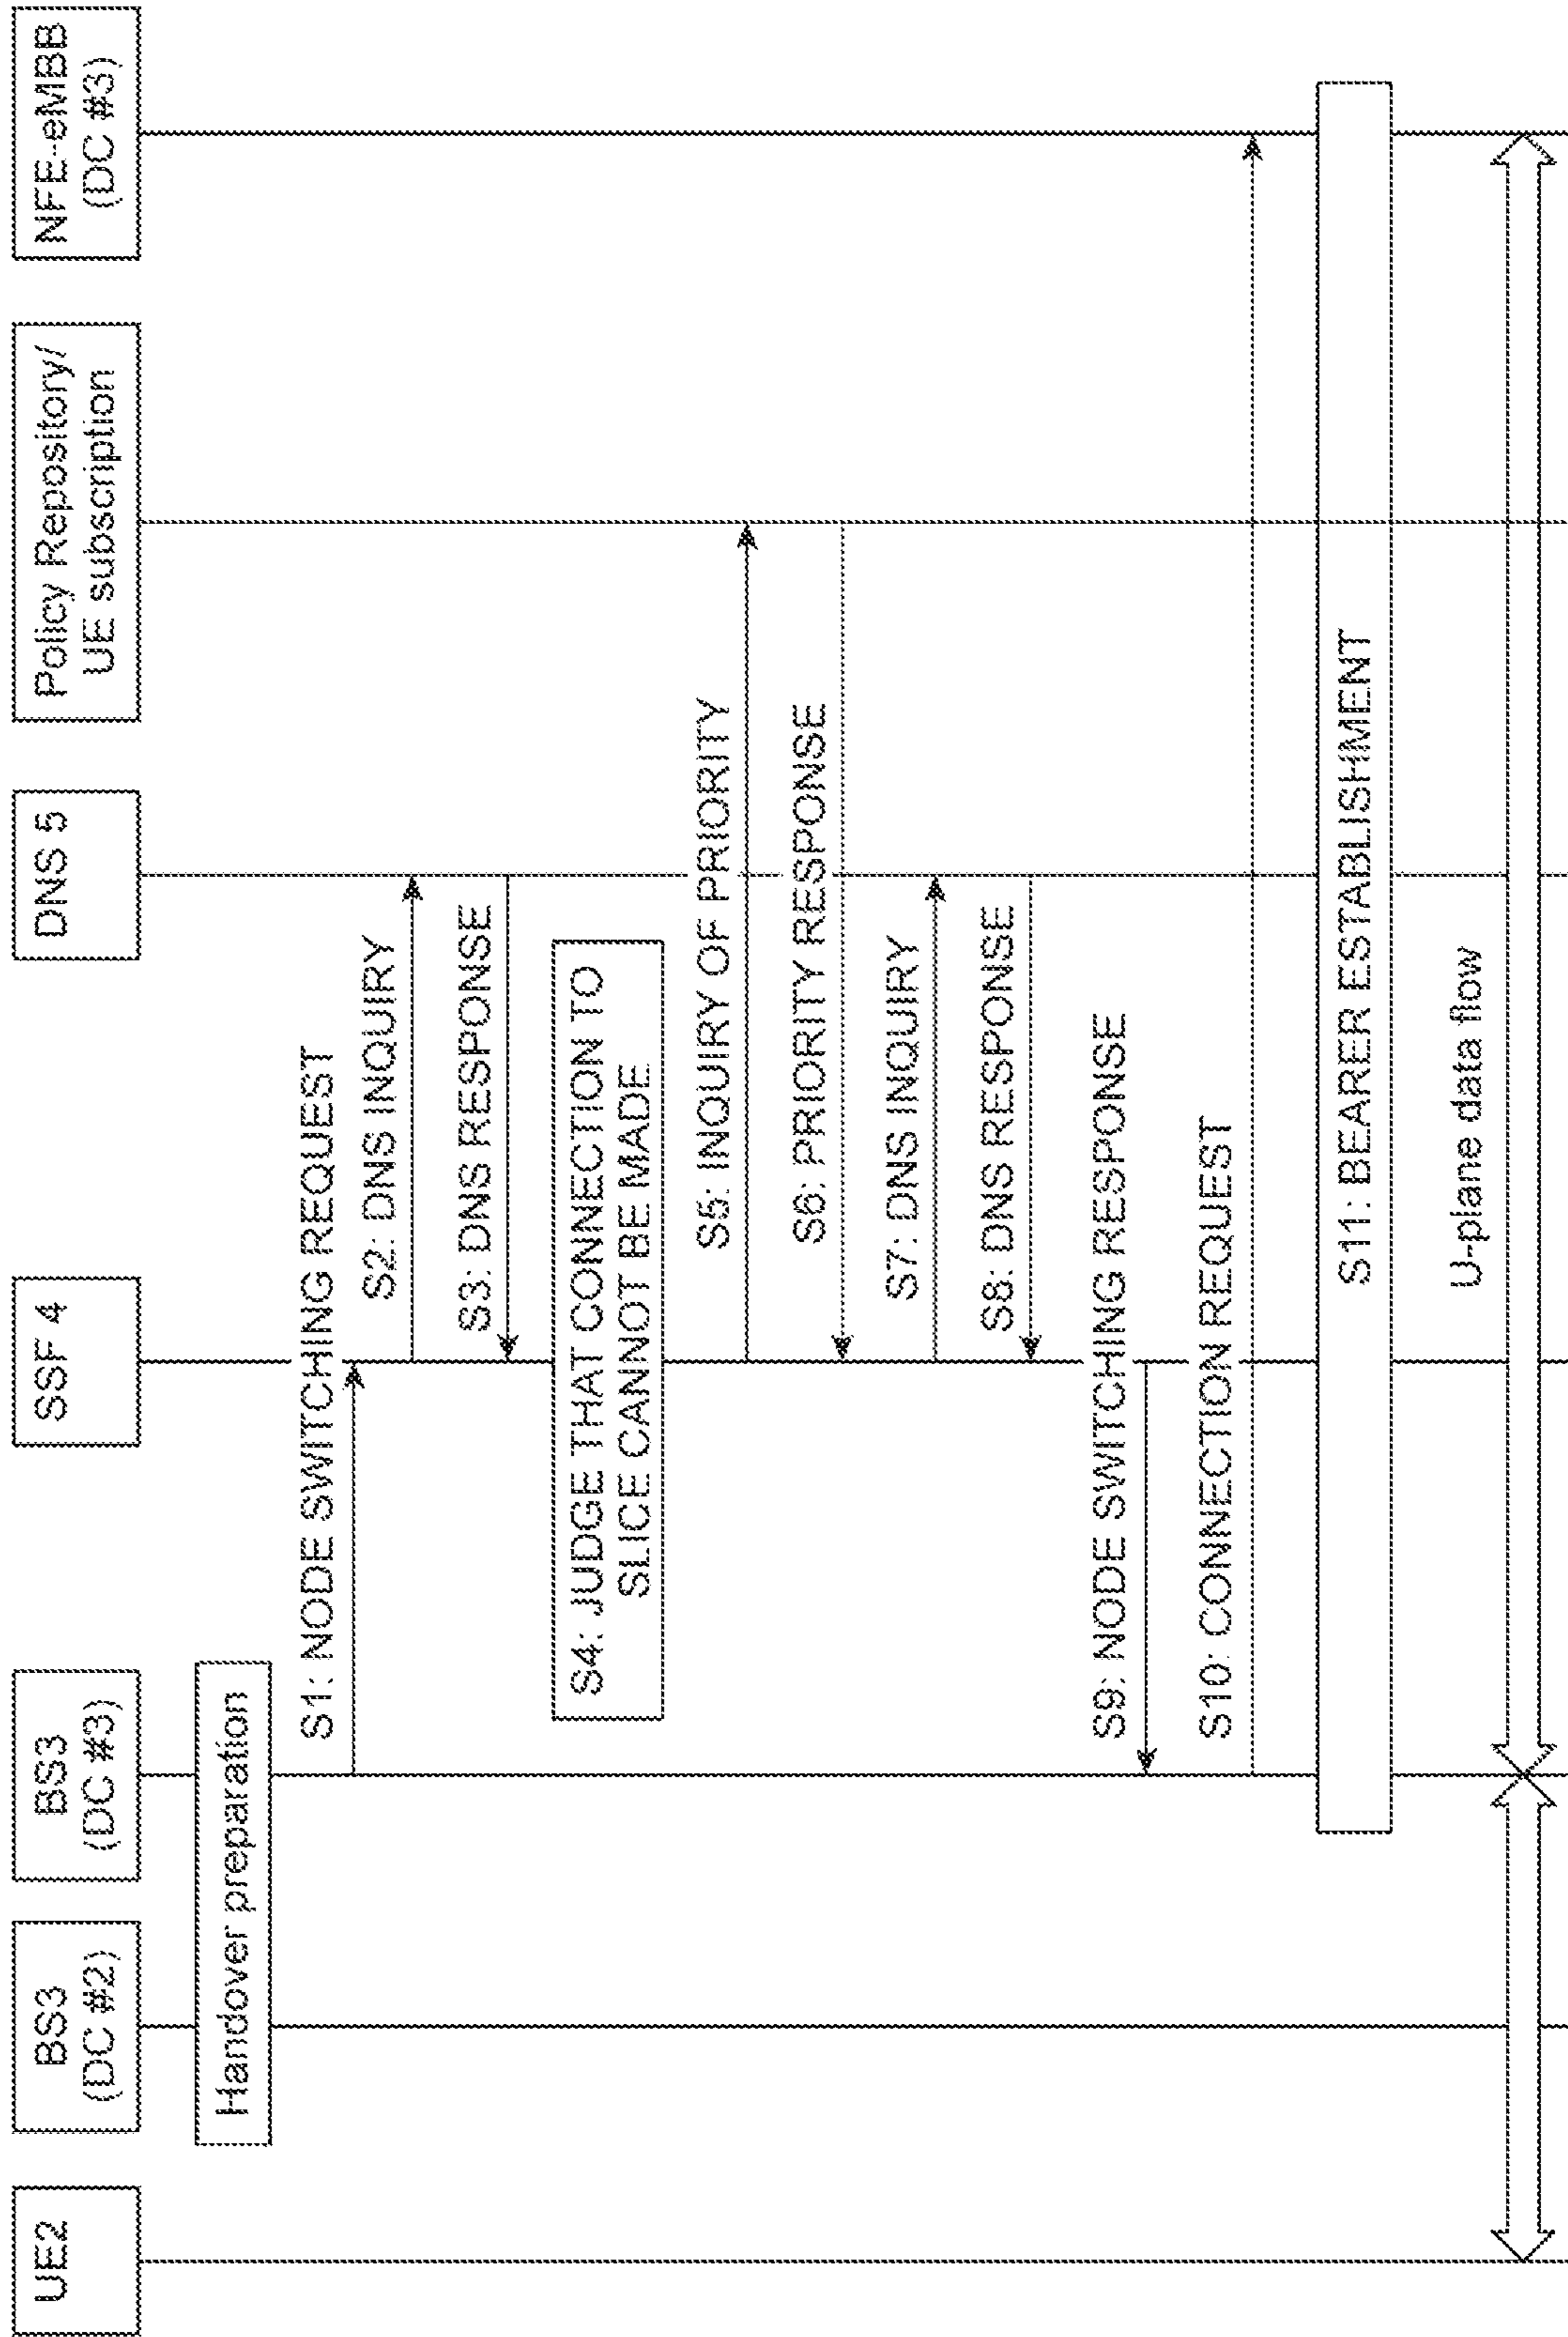 UE2
BS3
(DC #2)
BS3
(DC #3)
SSF 4
DNS 5
Policy Repository/
UE subscription
NFE-eMBB
(DC #3)
Handover preparation
S1: NODE SWITCHING REQUEST
S2: DNS INQUIRY
S3: DNS RESPONSE
S4: JUDGE THAT CONNECTION TO
SLICE CANNOT BE MADE
S5: INQUIRY OF PRIORITY
S6: PRIORITY RESPONSE
S7: DNS INQUIRY
S8: DNS RESPONSE
S9: NODE SWITCHING RESPONSE
S10: CONNECTION REQUEST
S11: BEARER ESTABLISHMENT
U-plane data flow